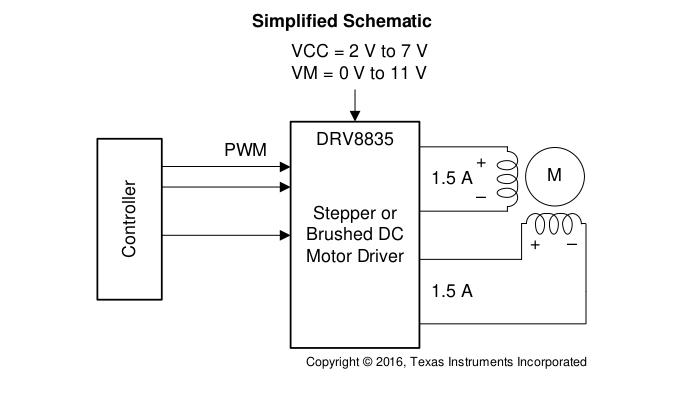 Simplified Schematic
VCC = 2 V to 7 V
VM = 0 V to 11 V
DRV8835
PWM
Controller
Stepper or
Brushed DC
Motor Driver
1.5 A
+
–
M
+
–
1.5 A
Copyright © 2016, Texas Instruments Incorporated